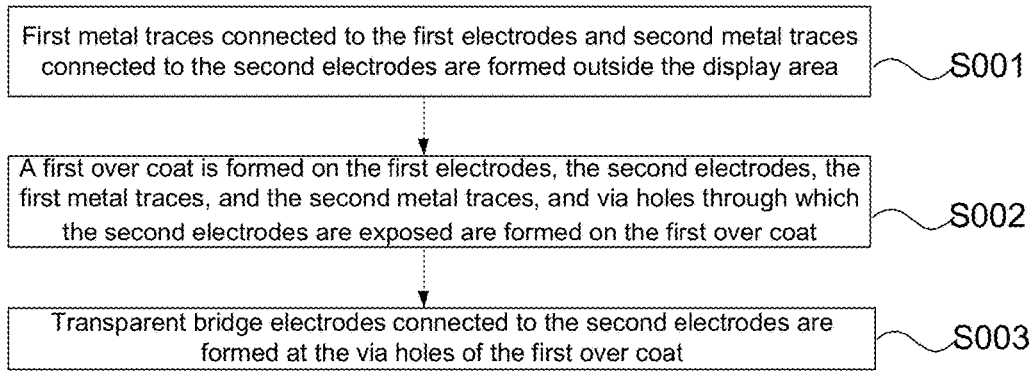 First metal traces connected to the first electrodes and second metal traces
connected to the second electrodes are formed outside the display area
S001
A first over coat is formed on the first electrodes, the second electrodes, the
first metal traces, and the second metal traces, and via holes through which
the second electrodes are exposed are formed on the first over coat
S002
Transparent bridge electrodes connected to the second electrodes are
formed at the via holes of the first over coat
S003